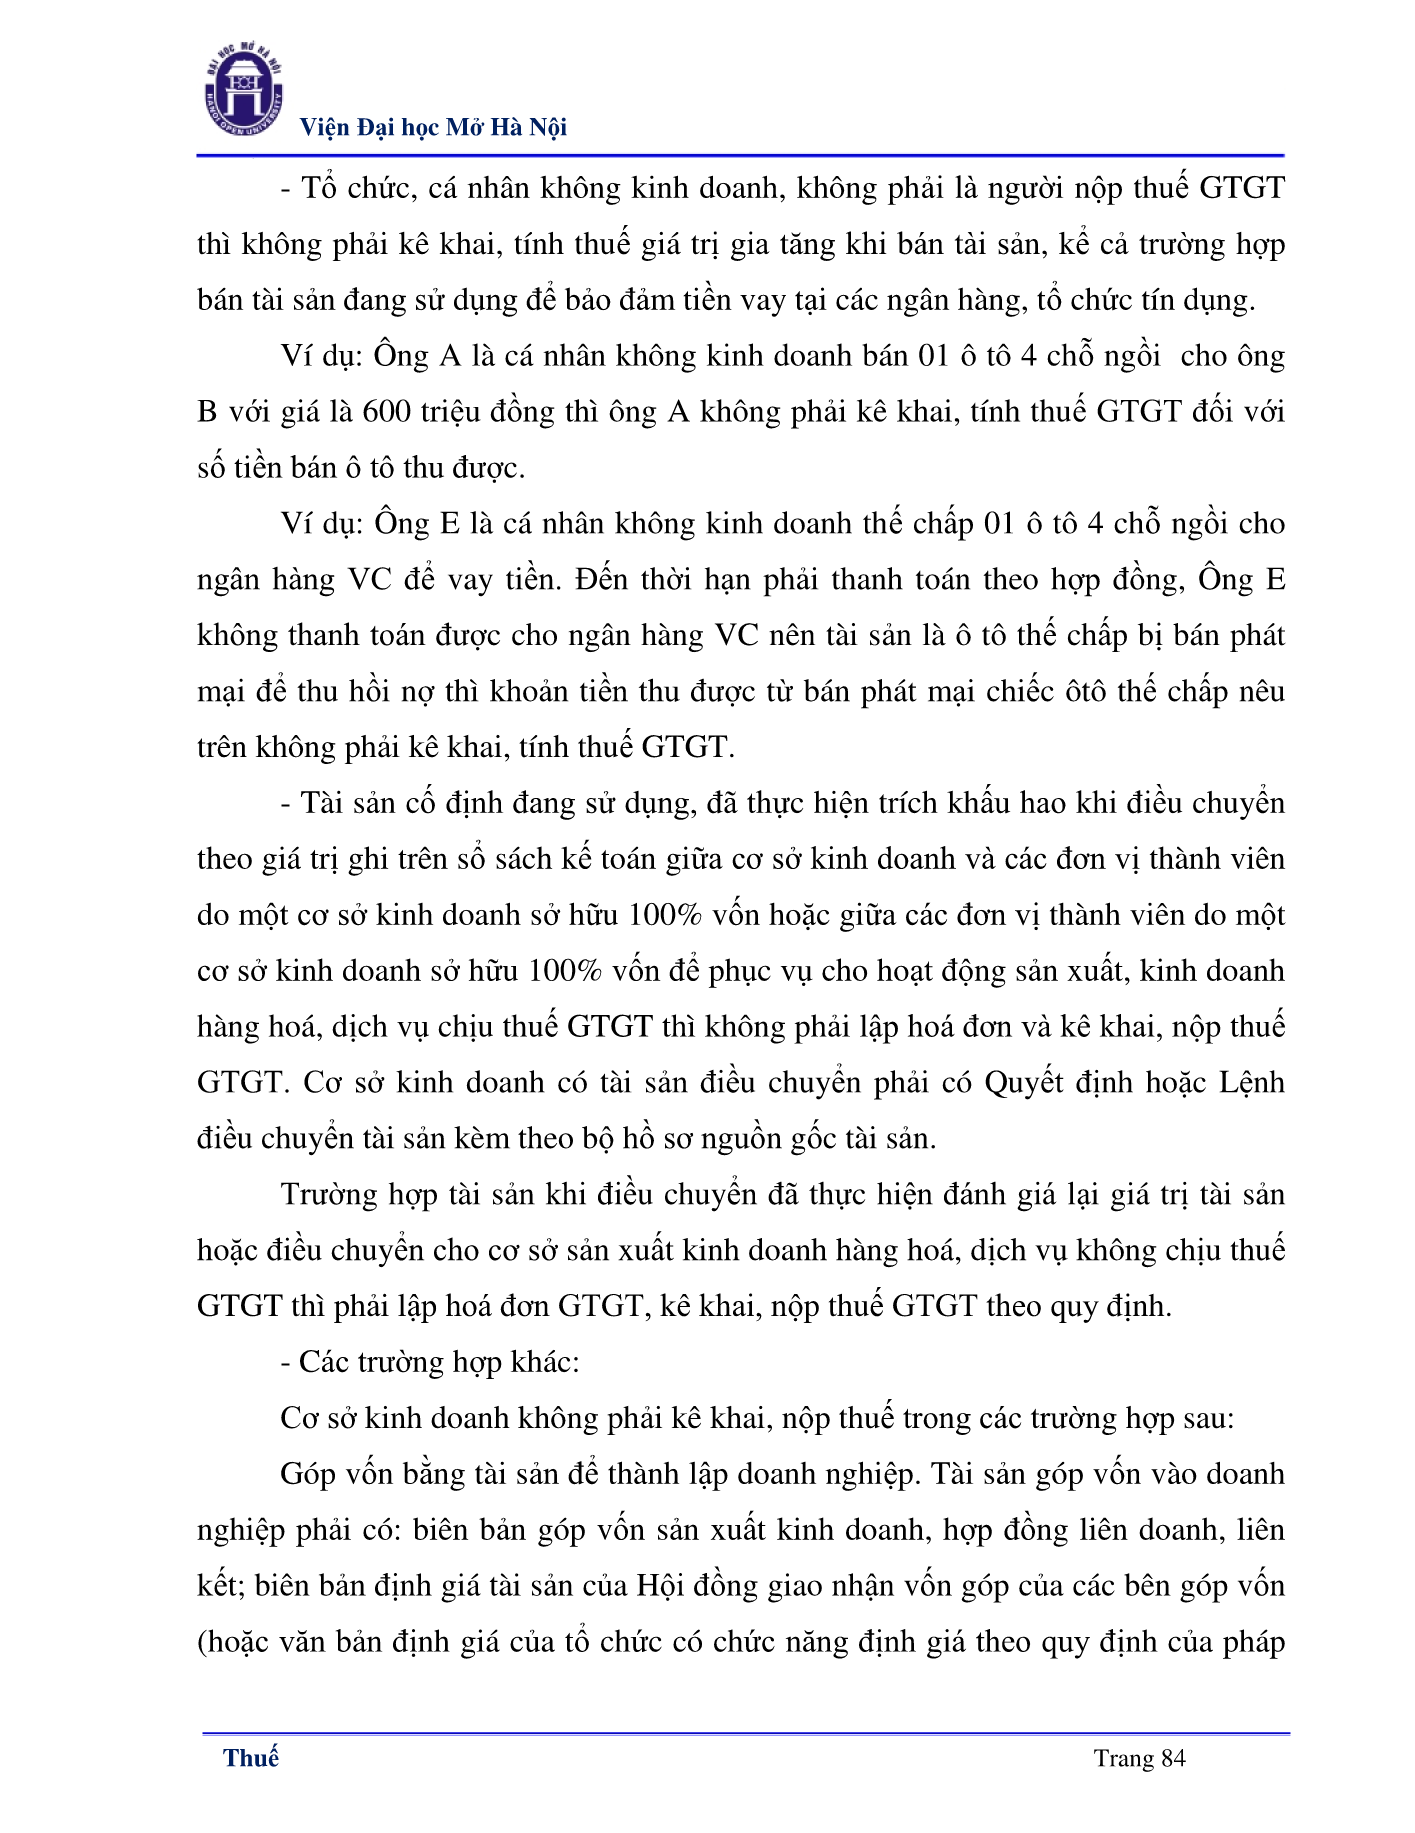 ĐẠI HỌC MỞ HÀ NỘI
HANOI OPEN UNIVERSITY
Viện Đại học Mở Hà Nội
- Tổ chức, cá nhân không kinh doanh, không phải là người nộp thuế GTGT
thì không phải kê khai, tính thuế giá trị gia tăng khi bán tài sản, kể cả trường hợp
bán tài sản đang sử dụng để bảo đảm tiền vay tại các ngân hàng, tổ chức tín dụng.
Ví dụ: Ông A là cá nhân không kinh doanh bán 01 ô tô 4 chỗ ngồi  cho ông
B với giá là 600 triệu đồng thì ông A không phải kê khai, tính thuế GTGT đối với
số tiền bán ô tô thu được.
Ví dụ: Ông E là cá nhân không kinh doanh thế chấp 01 ô tô 4 chỗ ngồi cho
ngân hàng VC để vay tiền. Đến thời hạn phải thanh toán theo hợp đồng, Ông E
không thanh toán được cho ngân hàng VC nên tài sản là ô tô thế chấp bị bán phát
mại để thu hồi nợ thì khoản tiền thu được từ bán phát mại chiếc ôtô thế chấp nêu
trên không phải kê khai, tính thuế GTGT.
- Tài sản cố định đang sử dụng, đã thực hiện trích khấu hao khi điều chuyển
theo giá trị ghi trên sổ sách kế toán giữa cơ sở kinh doanh và các đơn vị thành viên
do một cơ sở kinh doanh sở hữu 100% vốn hoặc giữa các đơn vị thành viên do một
cơ sở kinh doanh sở hữu 100% vốn để phục vụ cho hoạt động sản xuất, kinh doanh
hàng hoá, dịch vụ chịu thuế GTGT thì không phải lập hoá đơn và kê khai, nộp thuế
GTGT. Cơ sở kinh doanh có tài sản điều chuyển phải có Quyết định hoặc Lệnh
điều chuyển tài sản kèm theo bộ hồ sơ nguồn gốc tài sản.
Trường hợp tài sản khi điều chuyển đã thực hiện đánh giá lại giá trị tài sản
hoặc điều chuyển cho cơ sở sản xuất kinh doanh hàng hoá, dịch vụ không chịu thuế
GTGT thì phải lập hoá đơn GTGT, kê khai, nộp thuế GTGT theo quy định.
- Các trường hợp khác:
Cơ sở kinh doanh không phải kê khai, nộp thuế trong các trường hợp sau:
Góp vốn bằng tài sản để thành lập doanh nghiệp. Tài sản góp vốn vào doanh
nghiệp phải có: biên bản góp vốn sản xuất kinh doanh, hợp đồng liên doanh, liên
kết; biên bản định giá tài sản của Hội đồng giao nhận vốn góp của các bên góp vốn
(hoặc văn bản định giá của tổ chức có chức năng định giá theo quy định của pháp
Thuế
Trang 84